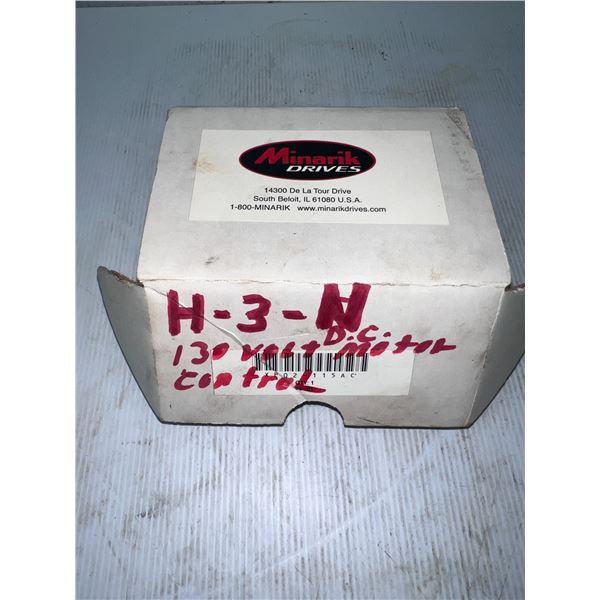 Minarik
DRIVES
14300 De La Tour Drive
South Beloit, IL 61080 U.S.A.
1-800-MINARIK www.minarikdrives.com
H-3-N
D.C.
130 volt motor
control